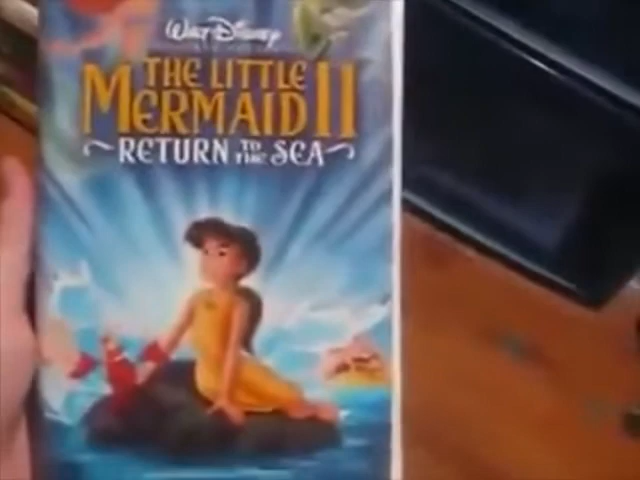 WALT DISNEY
THE LITTLE
MERMAID II
~RETURN TO THE SEA~